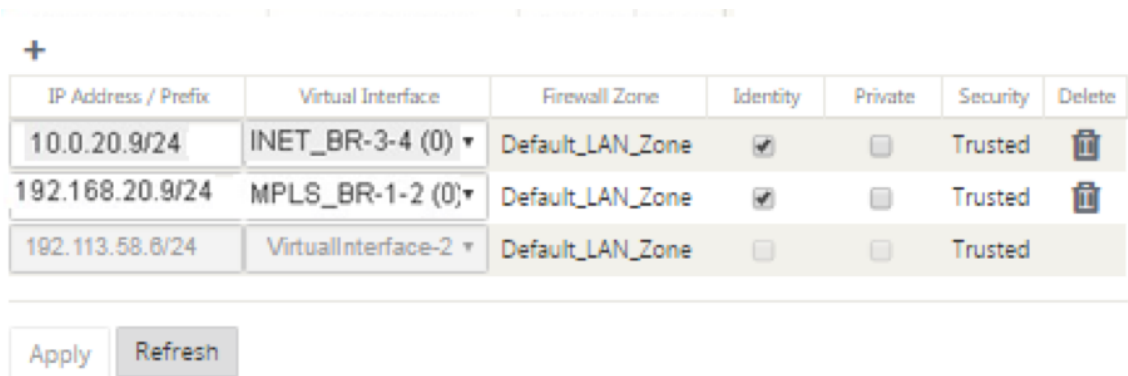 +
IP Address / Prefix Virtual Interface Firewall Zone Identity Private Security Delete
10.0.20.9/24 INET_BR-3-4 (0) Default_LAN_Zone Trusted
192.168.20.9/24 MPLS_BR-1-2 (0) Default_LAN_Zone Trusted
192.113.58.6/24 VirtualInterface-2 Default_LAN_Zone Trusted
Apply Refresh